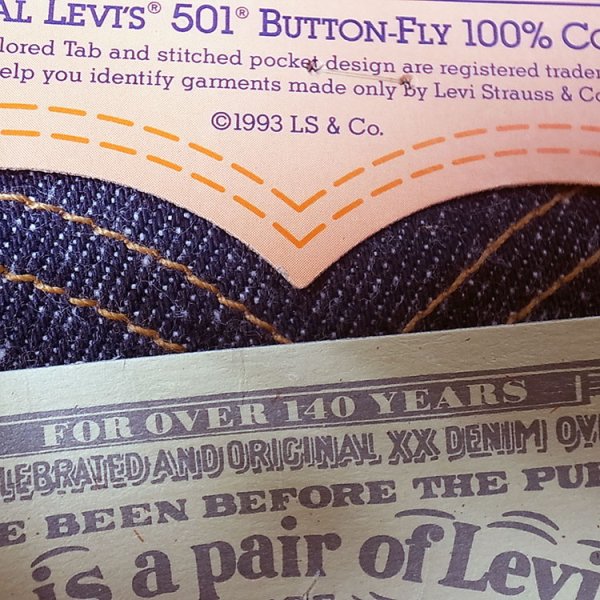 AL LEVI'S® 501® BUTTON-FLY 100% CO
lored Tab and stitched pocket design are registered trader
elp you identify garments made only by Levi Strauss & Co
©1993 LS & Co.
FOR OVER 140 YEARS
LEBRATED AND ORIGINAL XX DENIM OV
E BEEN BEFORE THE PUB
is a pair of Levi